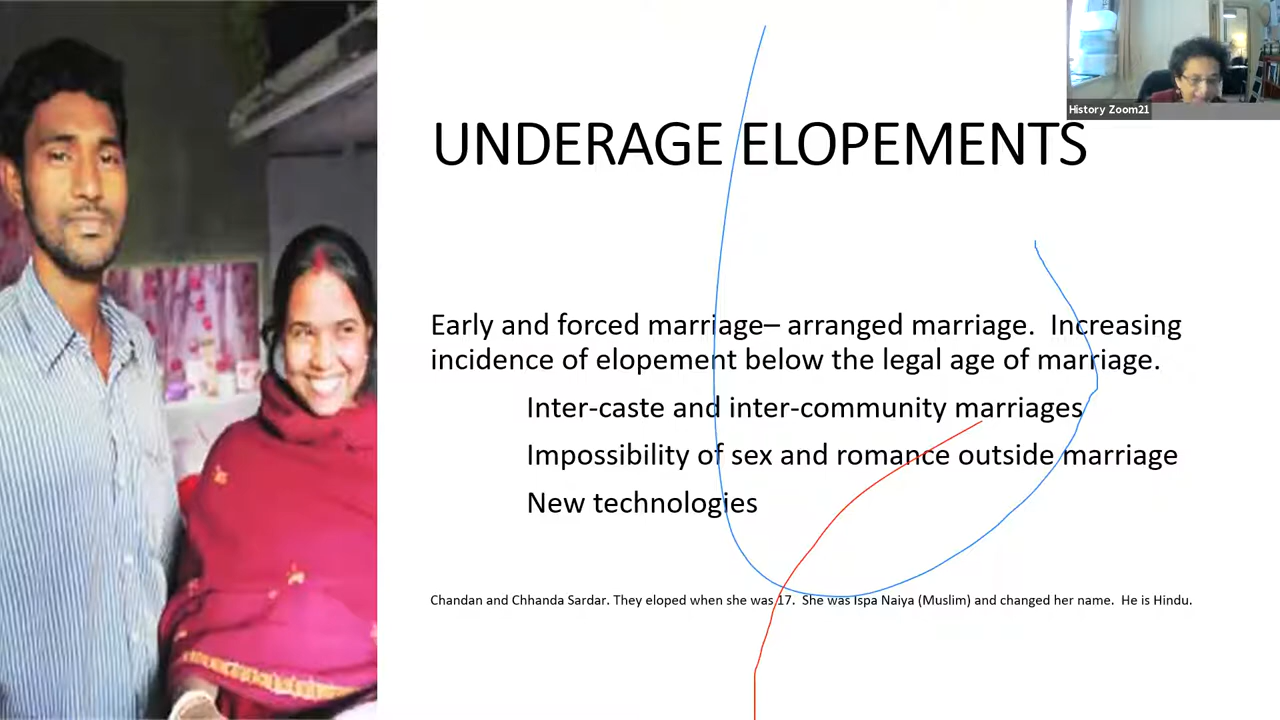 History Zoom21
UNDERAGE ELOPEMENTS
Early and forced marriage– arranged marriage.  Increasing
incidence of elopement below the legal age of marriage.
Inter-caste and inter-community marriages
Impossibility of sex and romance outside marriage
New technologies
Chandan and Chhanda Sardar. They eloped when she was 17.  She was Ispa Naiya (Muslim) and changed her name.  He is Hindu.